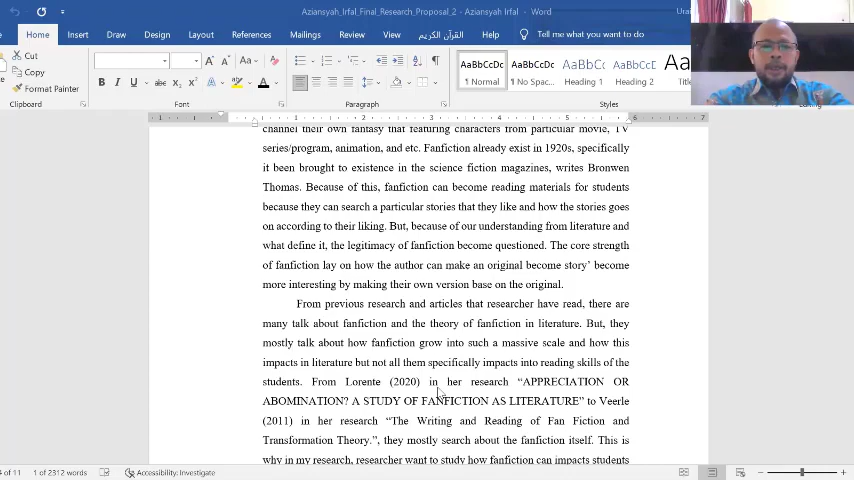 Aziansyah_Irfal_Final_Research_Proposal_2 - Aziansyah Irfal - Word
Home Insert Draw Design Layout References Mailings Review View القرآن الكريم Help Tell me what you want to do
Cut
Copy
Format Painter
Clipboard
B I U abc
Aa
A
Font
Paragraph
AaBbCcDc AaBbCcDc AaBbCc AaBbCcD
¶ Normal ¶ No Spac... Heading 1 Heading 2
Styles
channel their own fantasy that featuring characters from particular movie, TV
series/program, animation, and etc. Fanfiction already exist in 1920s, specifically
it been brought to existence in the science fiction magazines, writes Bronwen
Thomas. Because of this, fanfiction can become reading materials for students
because they can search a particular stories that they like and how the stories goes
on according to their liking. But, because of our understanding from literature and
what define it, the legitimacy of fanfiction become questioned. The core strength
of fanfiction lay on how the author can make an original become story’ become
more interesting by making their own version base on the original.
From previous research and articles that researcher have read, there are
many talk about fanfiction and the theory of fanfiction in literature. But, they
mostly talk about how fanfiction grow into such a massive scale and how this
impacts in literature but not all them specifically impacts into reading skills of the
students. From Lorente (2020) in her research “APPRECIATION OR
ABOMINATION? A STUDY OF FANFICTION AS LITERATURE” to Veerle
(2011) in her research “The Writing and Reading of Fan Fiction and
Transformation Theory.”, they mostly search about the fanfiction itself. This is
why in my research, researcher want to study how fanfiction can impacts students
of 11 1 of 2312 words Accessibility: Investigate